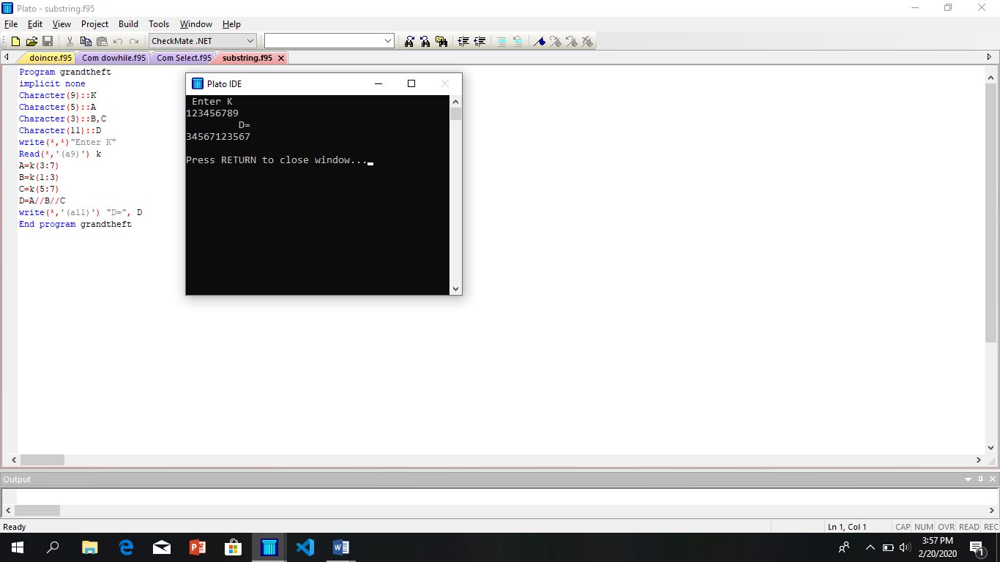 Plato - substring.f95
File Edit View Project Build Tools Window Help
CheckMate .NET
doincre.f95 Com dowhile.f95 Com Select.f95 substring.f95
Program grandtheft
implicit none
Character(9)::K
Character(5)::A
Character(3)::B,C
Character(11)::D
write(*,*)"Enter K"
Read(*,'(a9)') k
A=k(3:7)
B=k(1:3)
C=k(5:7)
D=A//B//C
write(*,'(a11)') "D=", D
End program grandtheft
Plato IDE
Enter K
123456789
D=
34567123567
Press RETURN to close window...
Output
Ready Ln 1, Col 1 CAP NUM OVR READ REC
3:57 PM
2/20/2020
1